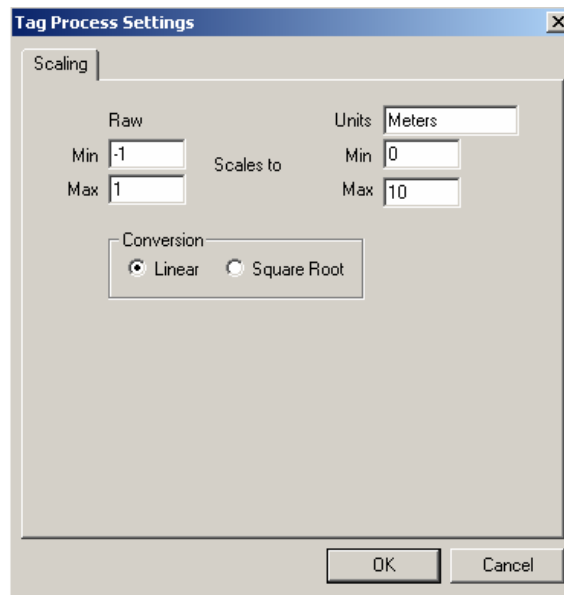 Tag Process Settings
Scaling
Raw Units Meters
Min -1 Scales to Min 0
Max 1 Max 10
Conversion
Linear Square Root
OK Cancel